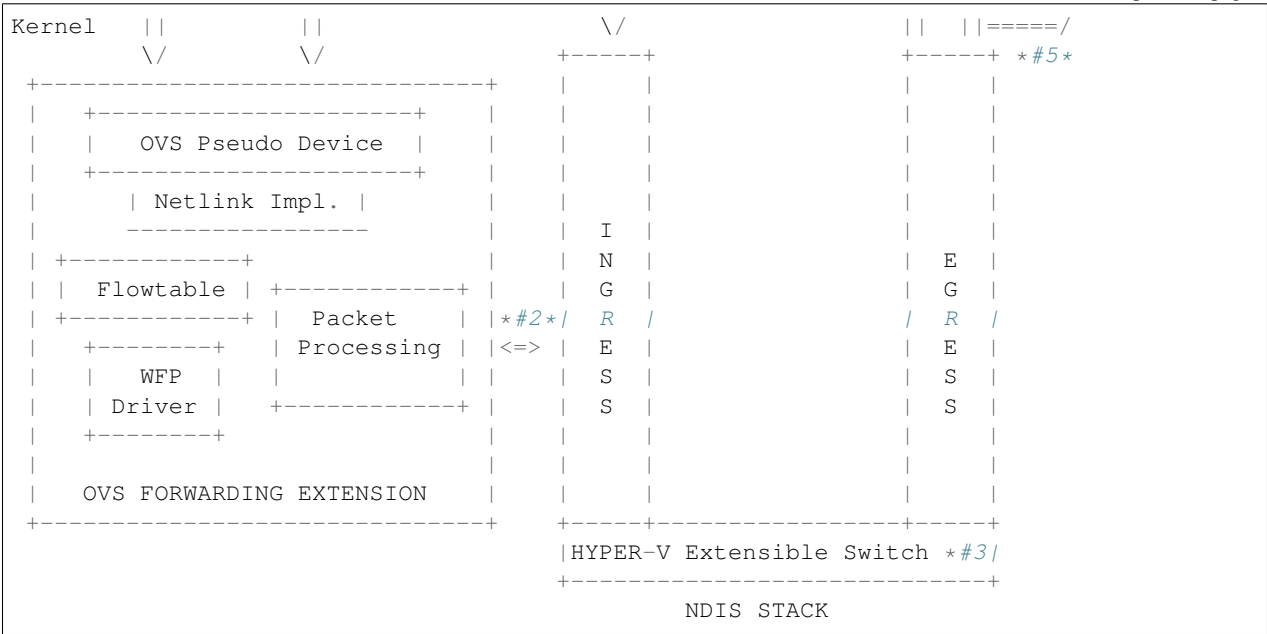 Kernel   ||          ||                   \/                    ||  ||=====/
         \/          \/                +-----+                 +-----+ *#5*
 +-------------------------------+     |     |                 |     |
 |   +----------------------+    |     |     |                 |     |
 |   |   OVS Pseudo Device  |    |     |     |                 |     |
 |   +----------------------+    |     |     |                 |     |
 |      | Netlink Impl. |        |     |     |                 |     |
 |      -----------------        |     |  I  |                 |     |
 | +------------+                |     |  N  |                 |  E  |
 | |  Flowtable | +------------+ |     |  G  |                 |  G  |
 | +------------+ |  Packet    | |*#2*|  R  |                 |  R  |
 |   +--------+   | Processing | |<=> |  E  |                 |  E  |
 |   |   WFP  |   |            | |     |  S  |                 |  S  |
 |   | Driver |   +------------+ |     |  S  |                 |  S  |
 |   +--------+                  |     |     |                 |     |
 |                               |     |     |                 |     |
 |   OVS FORWARDING EXTENSION    |     |     |                 |     |
 +-------------------------------+     +-----+-----------------+-----+
                                       |HYPER-V Extensible Switch *#3|
                                       +-----------------------------+
                                               NDIS STACK